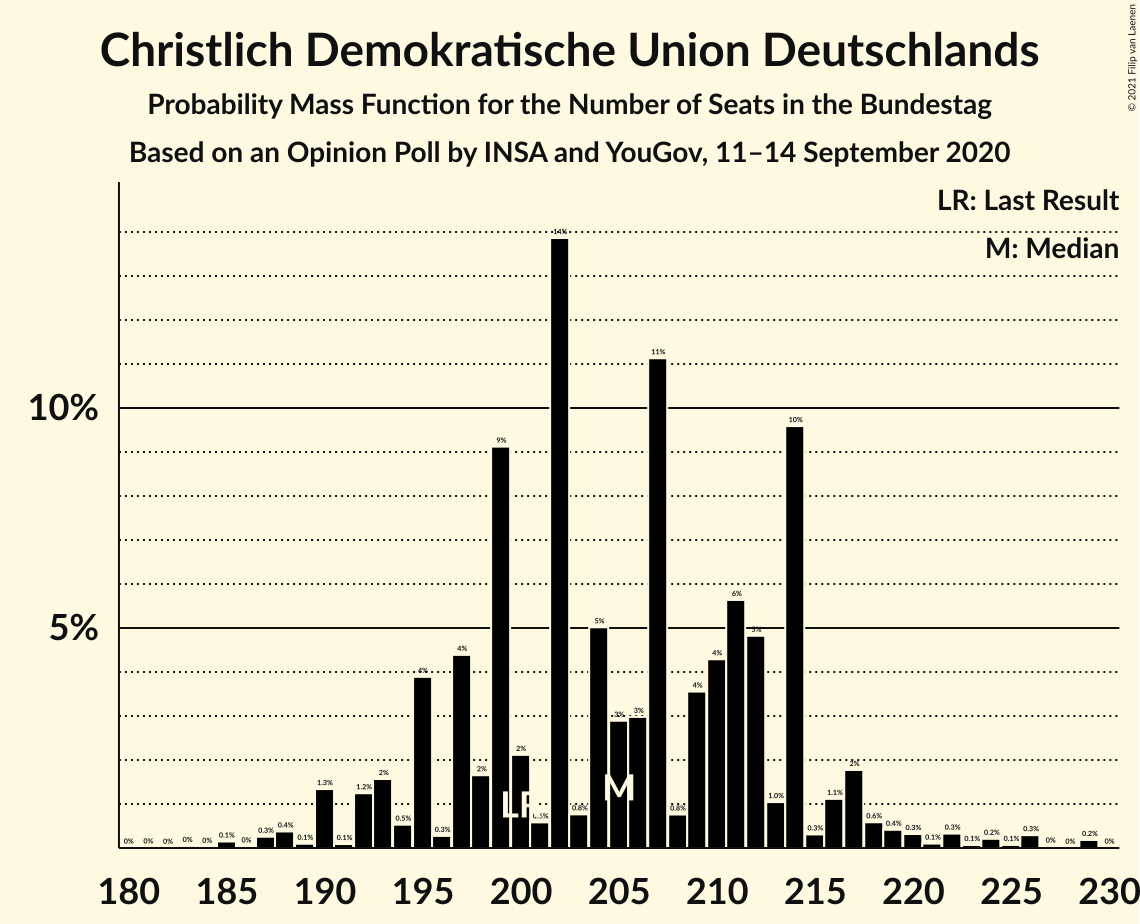 Christlich Demokratische Union Deutschlands
Probability Mass Function for the Number of Seats in the Bundestag
Based on an Opinion Poll by INSA and YouGov, 11–14 September 2020
© 2021 Filip van Laenen
LR: Last Result
M: Median
10%
5%
0% 0% 0% 0% 0% 0.1% 0% 0.3% 0.4% 0.1% 1.3% 0.1% 1.2% 2% 0.5% 4% 0.3% 4% 2% 9% 2% 0.5% 14% 0.8% 5% 3% 3% 11% 0.8% 4% 4% 6% 5% 1.0% 10% 0.3% 1.1% 2% 0.6% 0.4% 0.3% 0.1% 0.3% 0.1% 0.2% 0.1% 0.3% 0% 0% 0.2% 0%
LR M
180 185 190 195 200 205 210 215 220 225 230